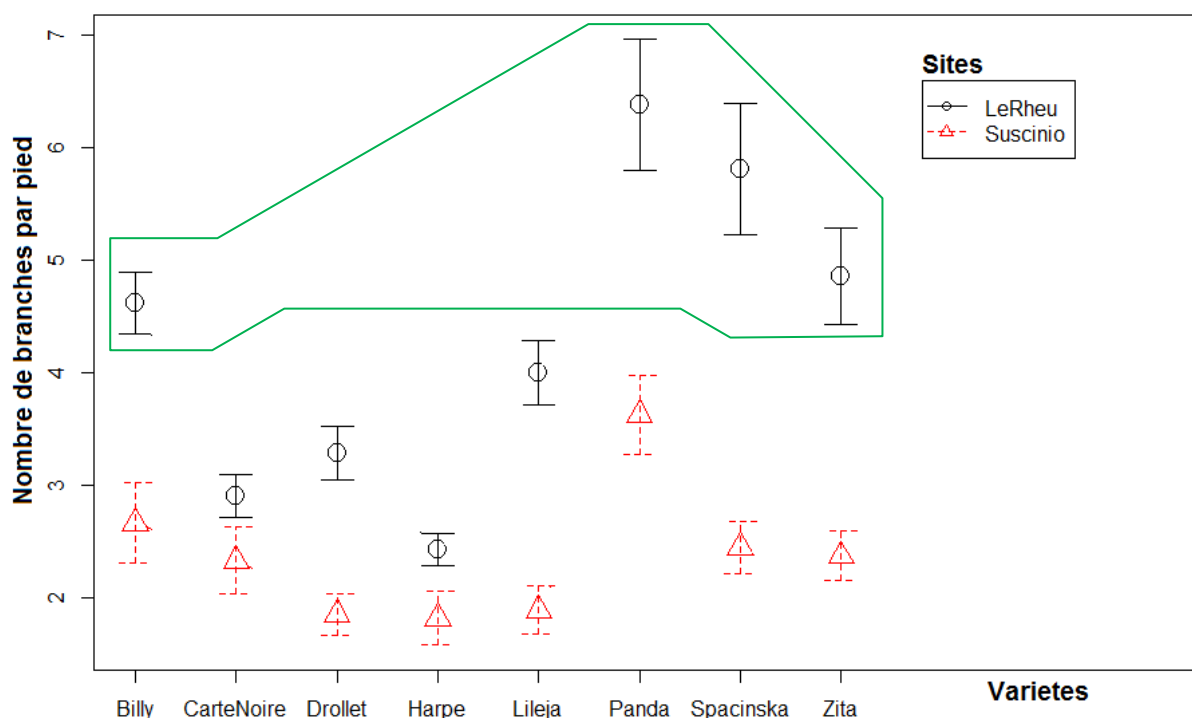 Nombre de branches par pied
7
6
5
4
3
2
Sites
LeRheu
Suscinio
Billy CarteNoire Drollet Harpe Lileja Panda Spacinska Zita
Varietes